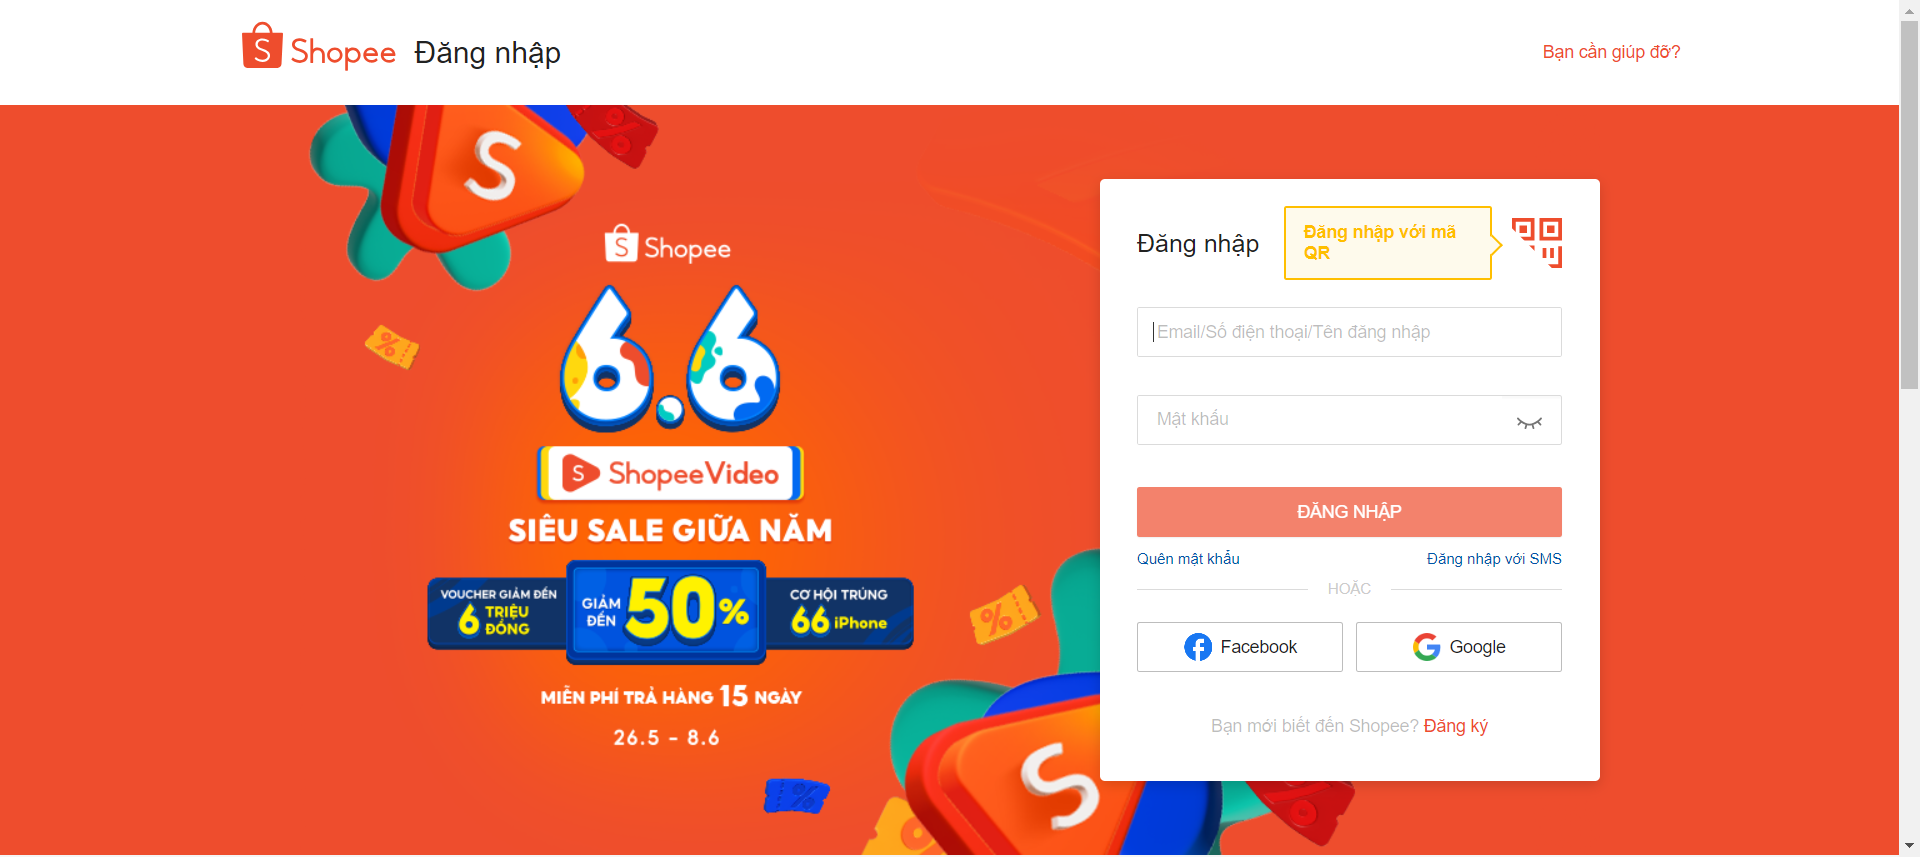 Shopee Đăng nhập
Bạn cần giúp đỡ?
S
Shopee
6.6
ShopeeVideo
SIÊU SALE GIỮA NĂM
VOUCHER GIẢM ĐẾN
6 TRIỆU ĐỒNG
GIẢM ĐẾN 50%
CƠ HỘI TRÚNG
66 iPhone
MIỄN PHÍ TRẢ HÀNG 15 NGÀY
26.5 - 8.6
S
Đăng nhập
Đăng nhập với mã
QR
Email/Số điện thoại/Tên đăng nhập
Mật khẩu
ĐĂNG NHẬP
Quên mật khẩu
Đăng nhập với SMS
HOẶC
Facebook
Google
Bạn mới biết đến Shopee? Đăng ký